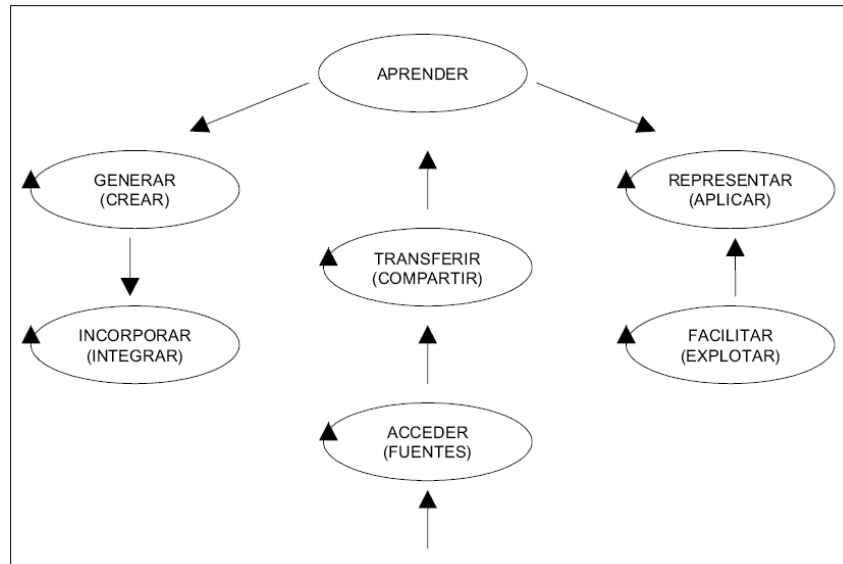 APRENDER
GENERAR
(CREAR)
REPRESENTAR
(APLICAR)
TRANSFERIR
(COMPARTIR)
INCORPORAR
(INTEGRAR)
FACILITAR
(EXPLOTAR)
ACCEDER
(FUENTES)